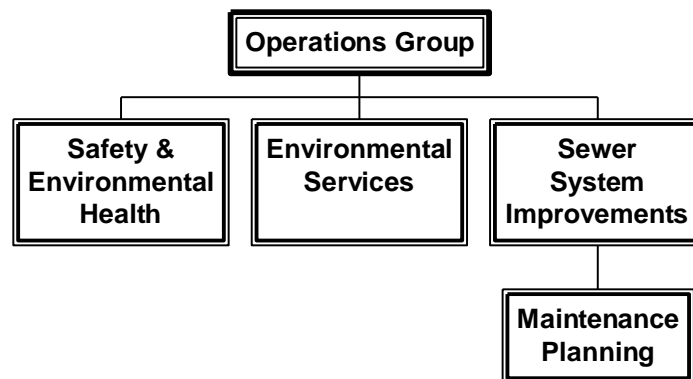 Operations Group
Safety &
Environmental
Health
Environmental
Services
Sewer
System
Improvements
Maintenance
Planning